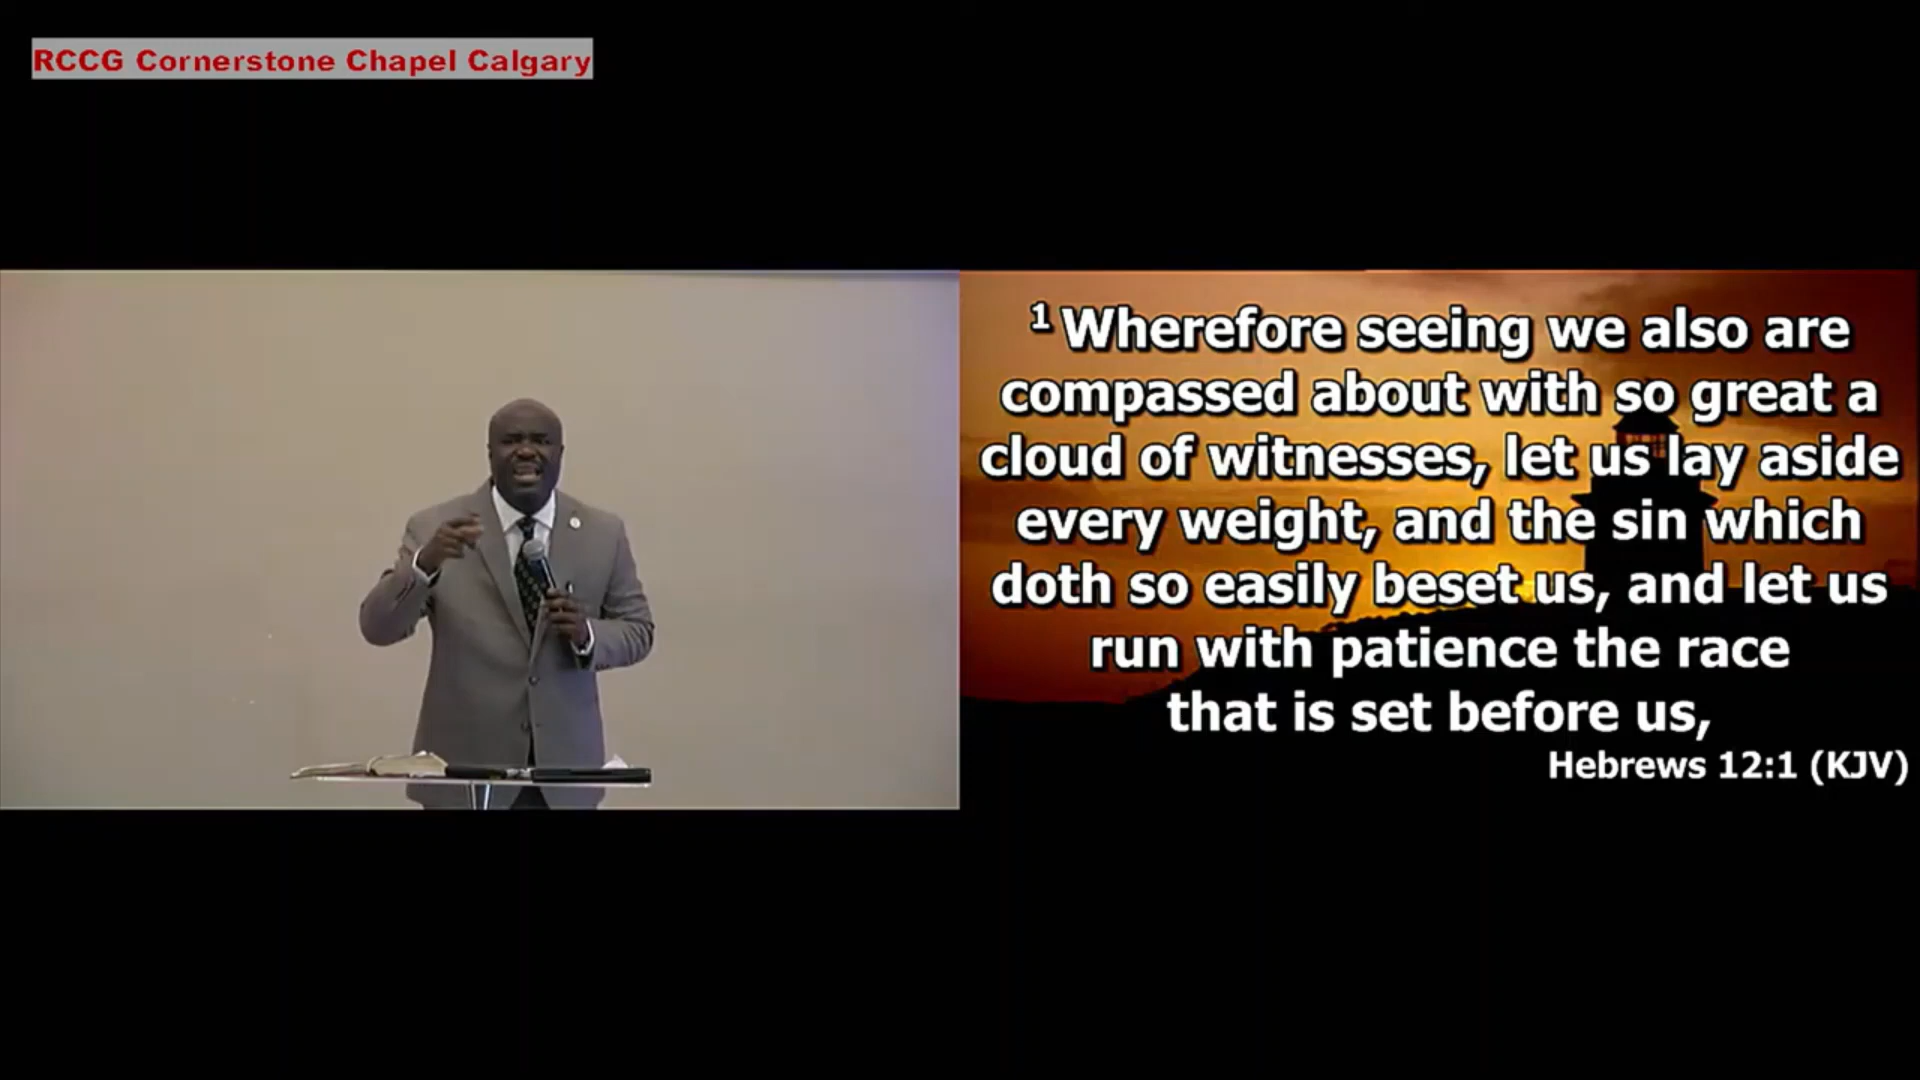 RCCG Cornerstone Chapel Calgary
1 Wherefore seeing we also are
compassed about with so great a
cloud of witnesses, let us lay aside
every weight, and the sin which
doth so easily beset us, and let us
run with patience the race
that is set before us,
Hebrews 12:1 (KJV)